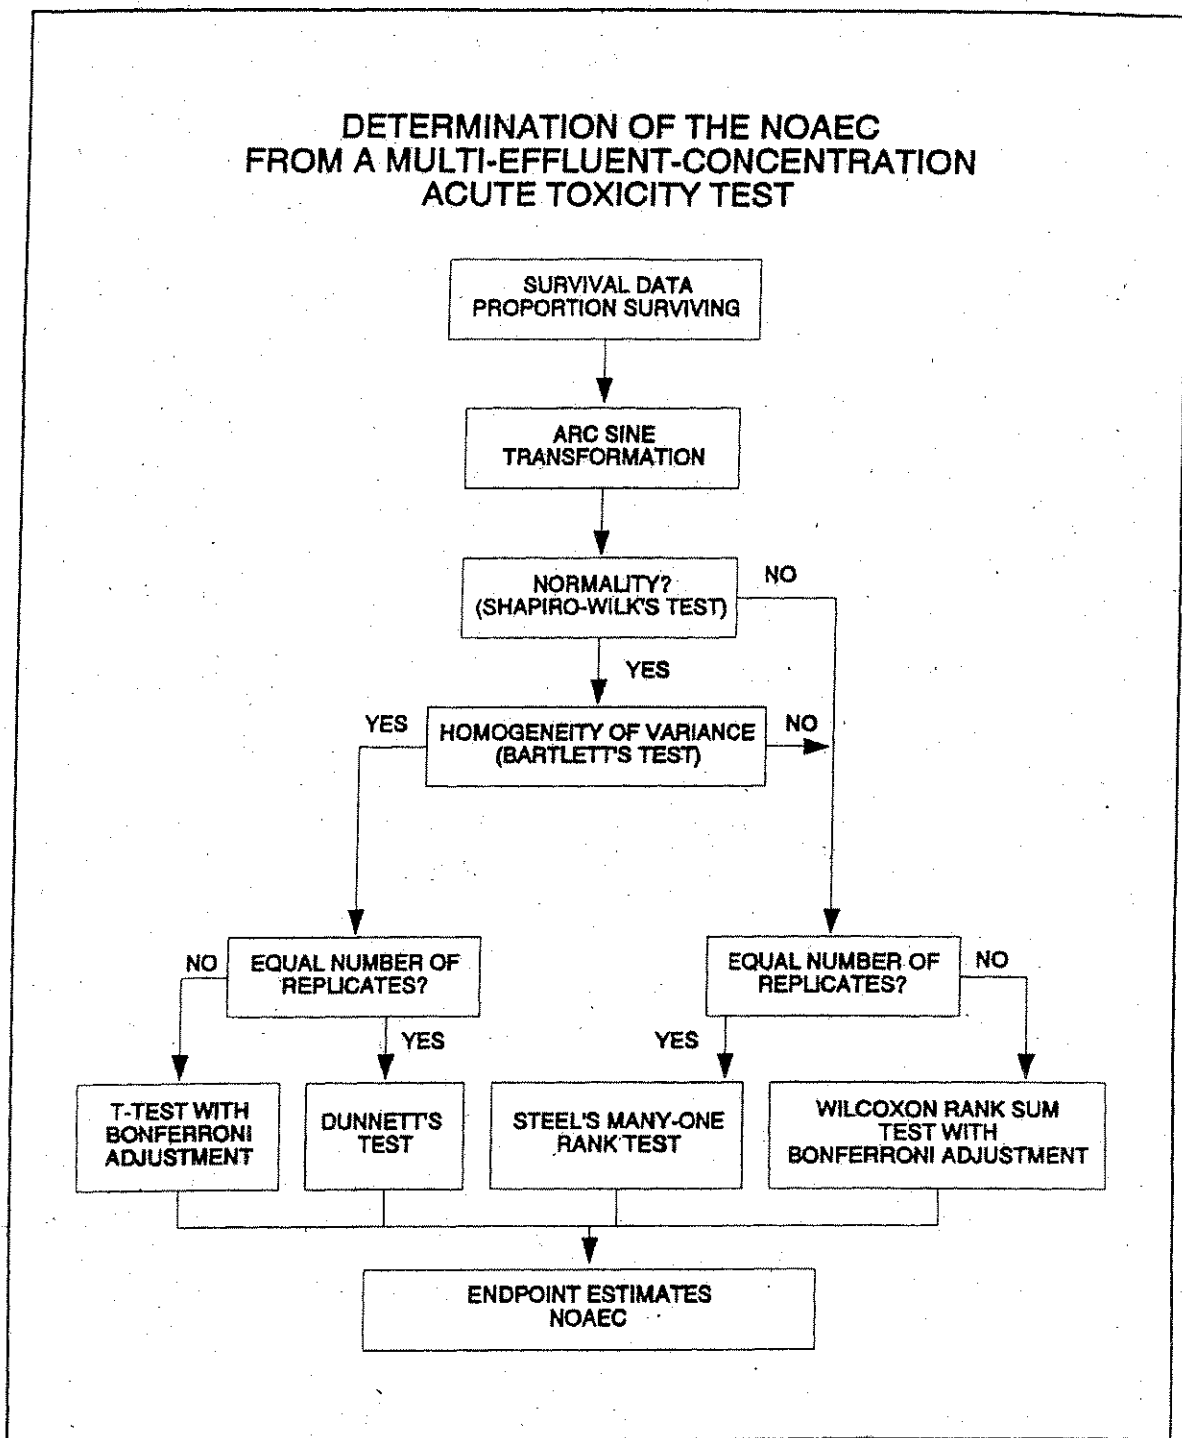 DETERMINATION OF THE NOAEC
FROM A MULTI-EFFLUENT-CONCENTRATION
ACUTE TOXICITY TEST
SURVIVAL DATA
PROPORTION SURVIVING
ARC SINE
TRANSFORMATION
NORMALITY?
(SHAPIRO-WILK'S TEST)
NO
YES
HOMOGENEITY OF VARIANCE
(BARTLETT'S TEST)
YES
NO
EQUAL NUMBER OF
REPLICATES?
NO
YES
EQUAL NUMBER OF
REPLICATES?
NO
YES
T-TEST WITH
BONFERRONI
ADJUSTMENT
DUNNETT'S
TEST
STEEL'S MANY-ONE
RANK TEST
WILCOXON RANK SUM
TEST WITH
BONFERRONI ADJUSTMENT
ENDPOINT ESTIMATES
NOAEC